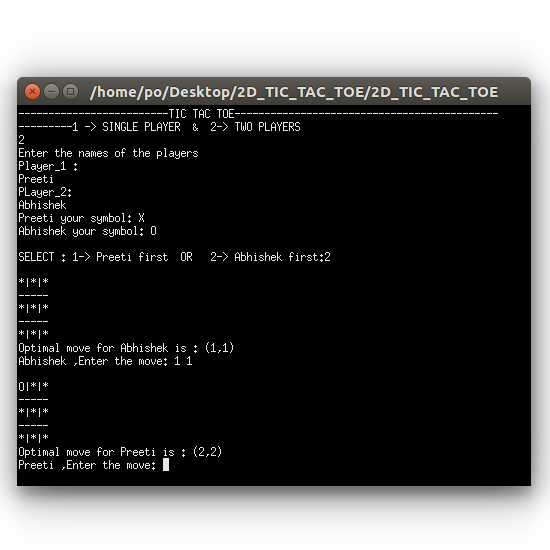 /home/po/Desktop/2D_TIC_TAC_TOE/2D_TIC_TAC_TOE
-------------------------TIC TAC TOE--------------------------------------------
---------1 -> SINGLE PLAYER  &  2-> TWO PLAYERS
2
Enter the names of the players
Player_1 :
Preeti
PLayer_2:
Abhishek
Preeti your symbol: X
Abhishek your symbol: O
SELECT : 1-> Preeti first  OR   2-> Abhishek first:2
*|*|*
-----
*|*|*
-----
*|*|*
Optimal move for Abhishek is : (1,1)
Abhishek ,Enter the move: 1 1
O|*|*
-----
*|*|*
-----
*|*|*
Optimal move for Preeti is : (2,2)
Preeti ,Enter the move: